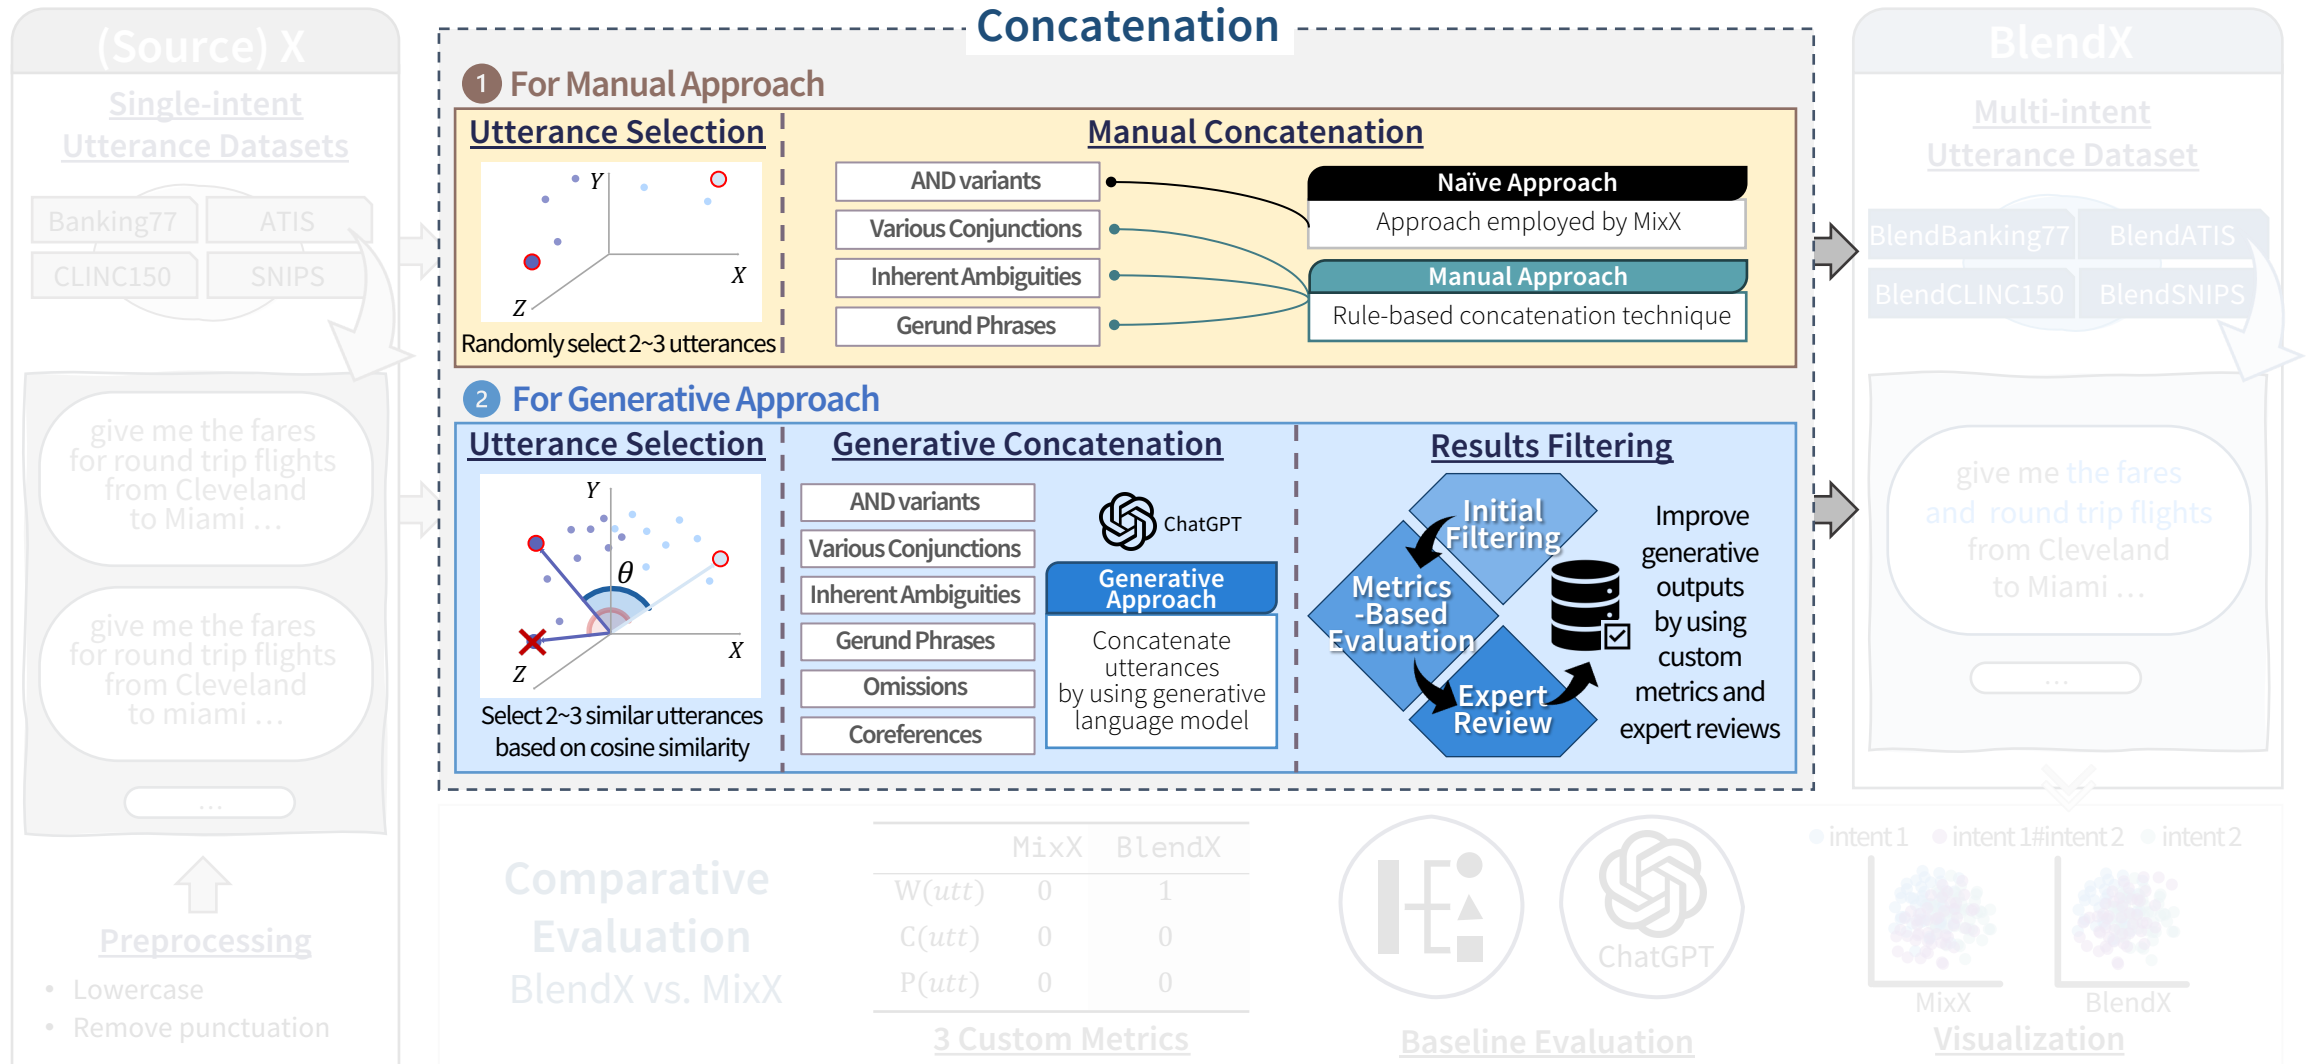 (Source) X
Single-intent
Utterance Datasets
Banking77
ATIS
CLINC150
SNIPS
give me the fares
for round trip flights
from Cleveland
to Miami ...
give me the fares
for round trip flights
from Cleveland
to miami ...
...
Preprocessing
• Lowercase
• Remove punctuation
Concatenation
1 For Manual Approach
Utterance Selection
Y
X
Z
Randomly select 2~3 utterances
Manual Concatenation
AND variants
Various Conjunctions
Inherent Ambiguities
Gerund Phrases
Naïve Approach
Approach employed by MixX
Manual Approach
Rule-based concatenation technique
2 For Generative Approach
Utterance Selection
Y
θ
X
Z
Select 2~3 similar utterances
based on cosine similarity
Generative Concatenation
AND variants
Various Conjunctions
Inherent Ambiguities
Gerund Phrases
Omissions
Coreferences
ChatGPT
Generative
Approach
Concatenate
utterances
by using generative
language model
Results Filtering
Initial
Filtering
Metrics
-Based
Evaluation
Expert
Review
Improve
generative
outputs
by using
custom
metrics and
expert reviews
BlendX
Multi-intent
Utterance Dataset
BlendBanking77
BlendATIS
BlendCLINC150
BlendSNIPS
give me the fares
and round trip flights
from Cleveland
to Miami ...
...
Comparative
Evaluation
BlendX vs. MixX
MixX BlendX
W(utt) 0 1
C(utt) 0 0
P(utt) 0 0
3 Custom Metrics
ChatGPT
Baseline Evaluation
intent 1 intent 1#intent 2 intent 2
MixX
BlendX
Visualization